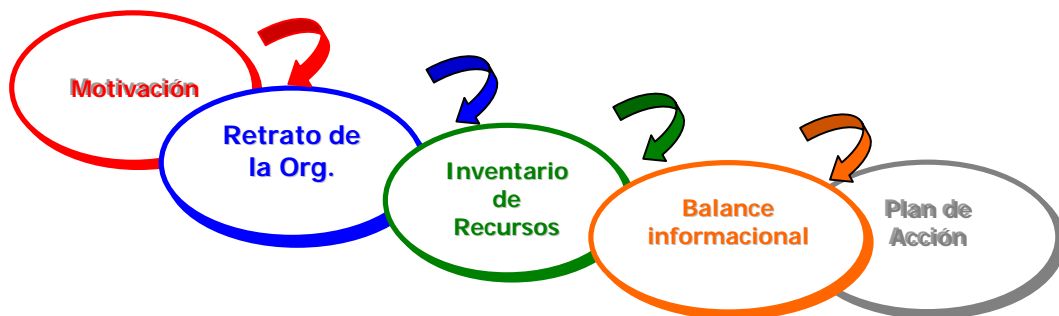 Motivación
Retrato de
la Org.
Inventario
de
Recursos
Balance
informacional
Plan de
Acción